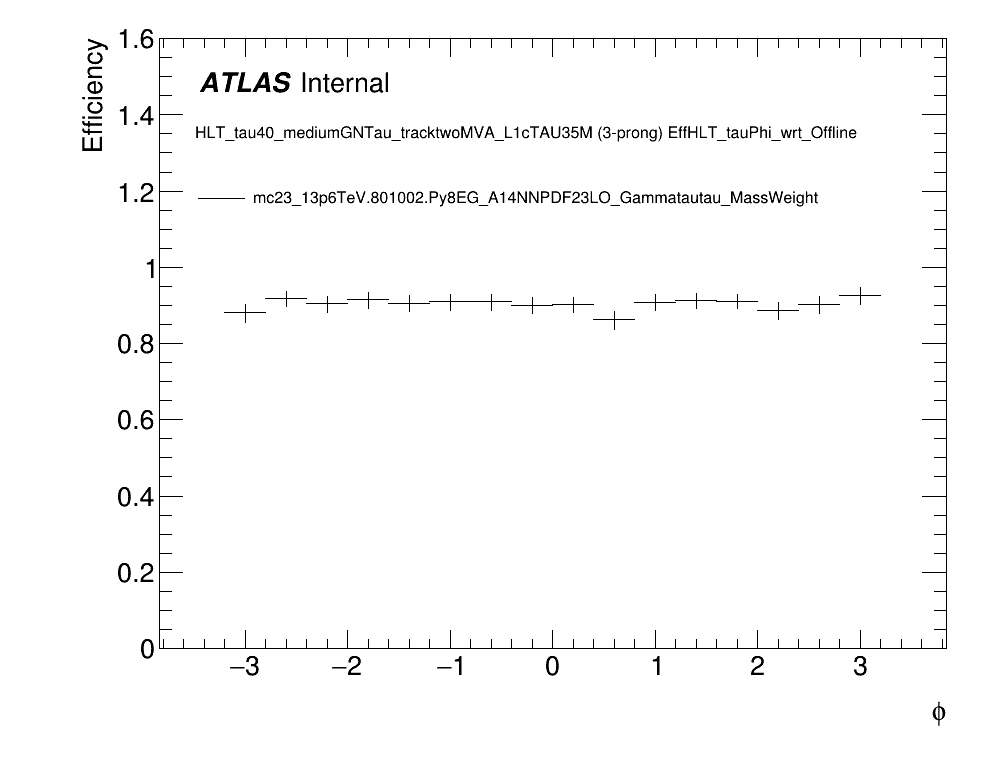 Efficiency
1.6
1.4
1.2
1
0.8
0.6
0.4
0.2
0
ATLAS Internal
HLT_tau40_mediumGNTau_tracktwoMVA_L1cTAU35M (3-prong) EffHLT_tauPhi_wrt_Offline
mc23_13p6TeV.801002.Py8EG_A14NNPDF23LO_Gammatautau_MassWeight
−3 −2 −1 0 1 2 3
ϕ